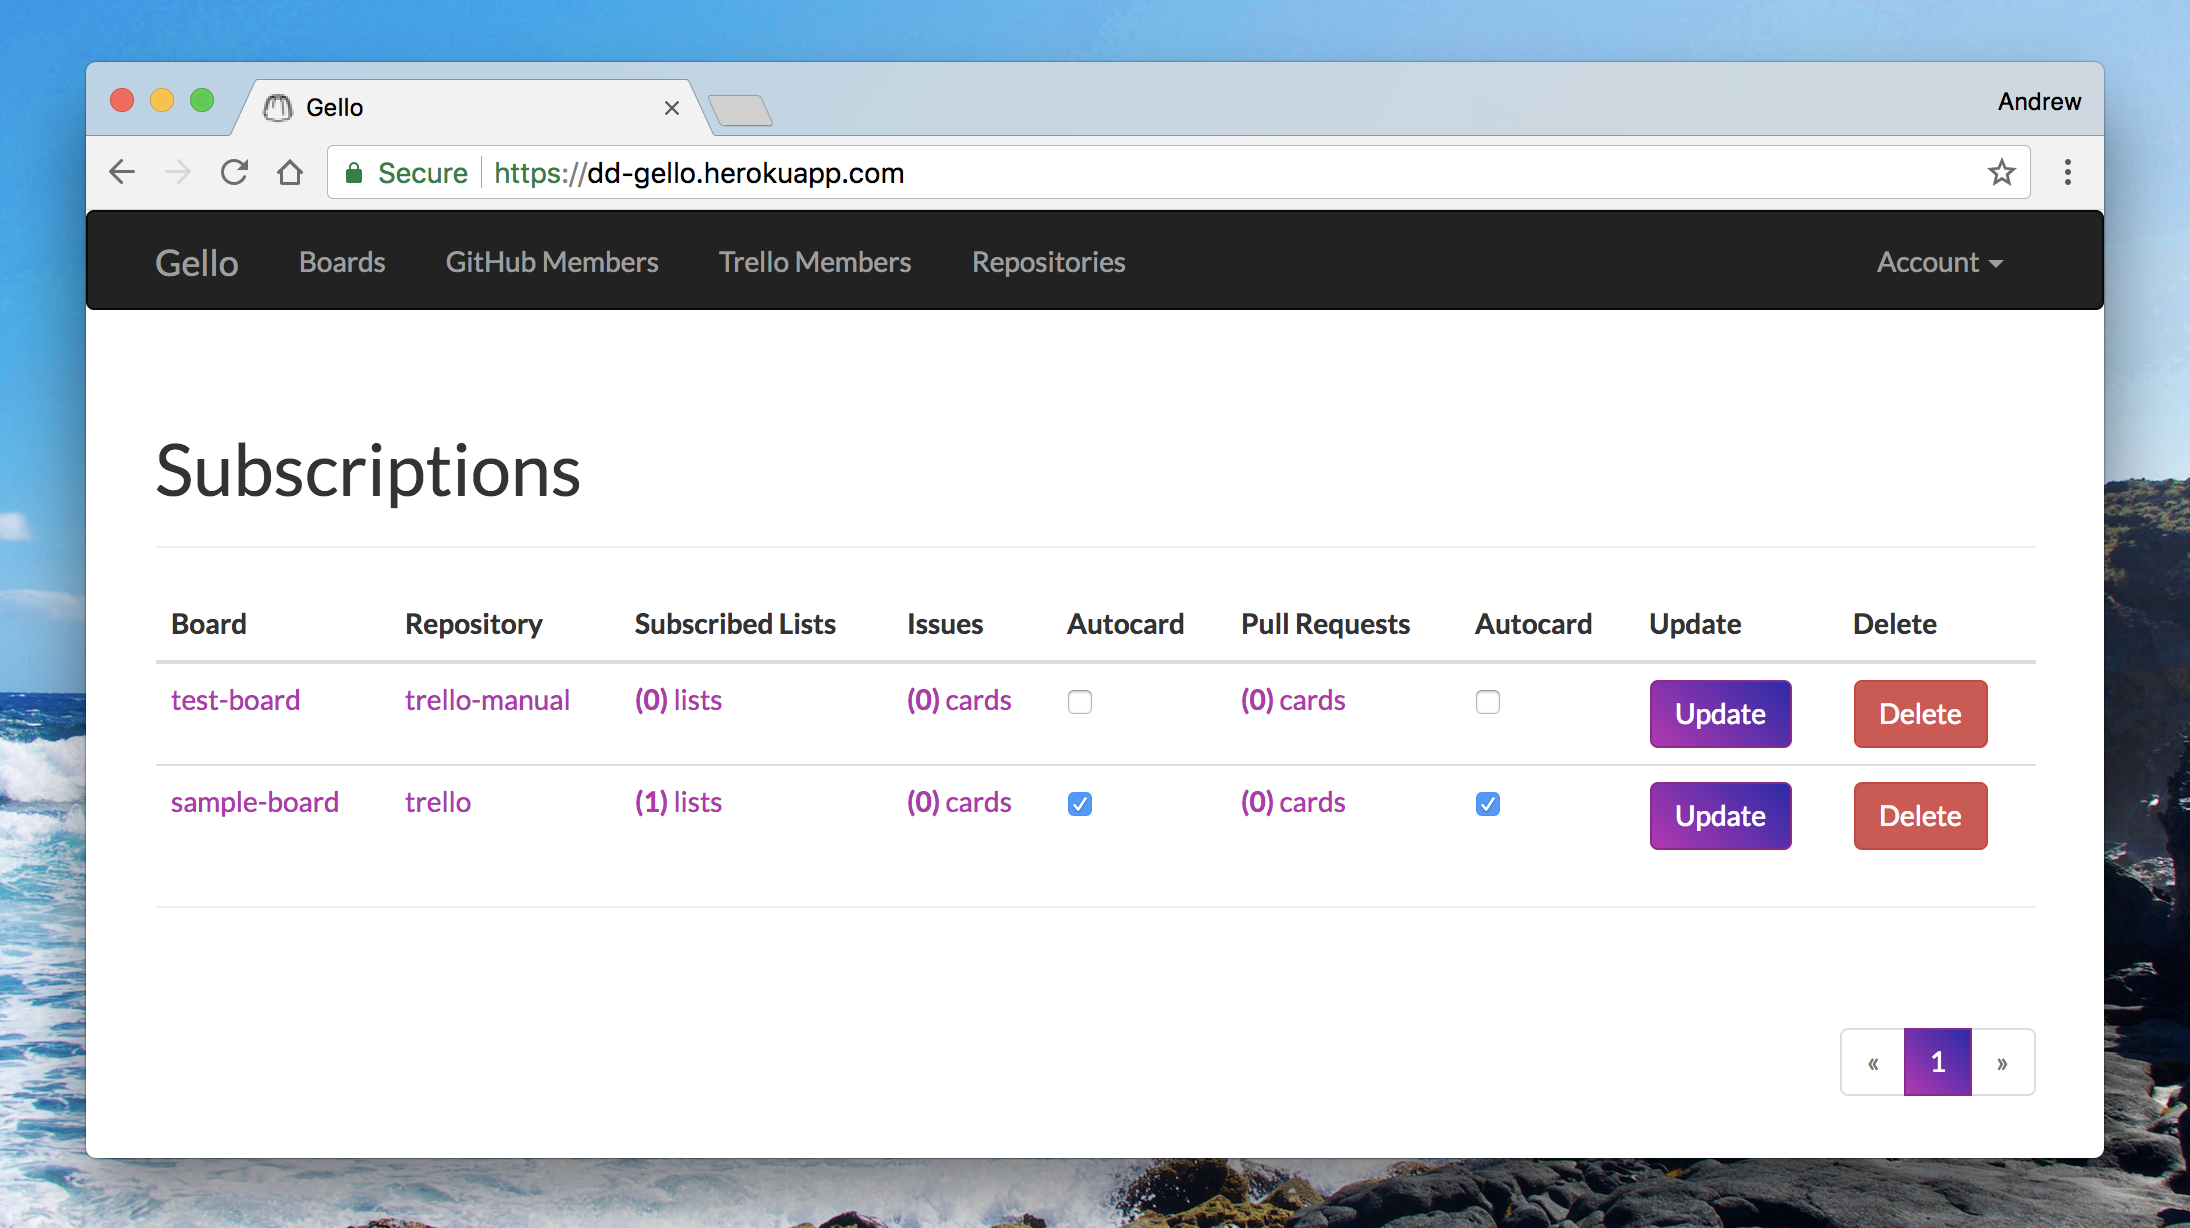 Gello
Andrew
Secure https://dd-gello.herokuapp.com
Gello Boards GitHub Members Trello Members Repositories Account
Subscriptions
Board Repository Subscribed Lists Issues Autocard Pull Requests Autocard Update Delete
test-board trello-manual (0) lists (0) cards (0) cards Update Delete
sample-board trello (1) lists (0) cards (0) cards Update Delete
« 1 »